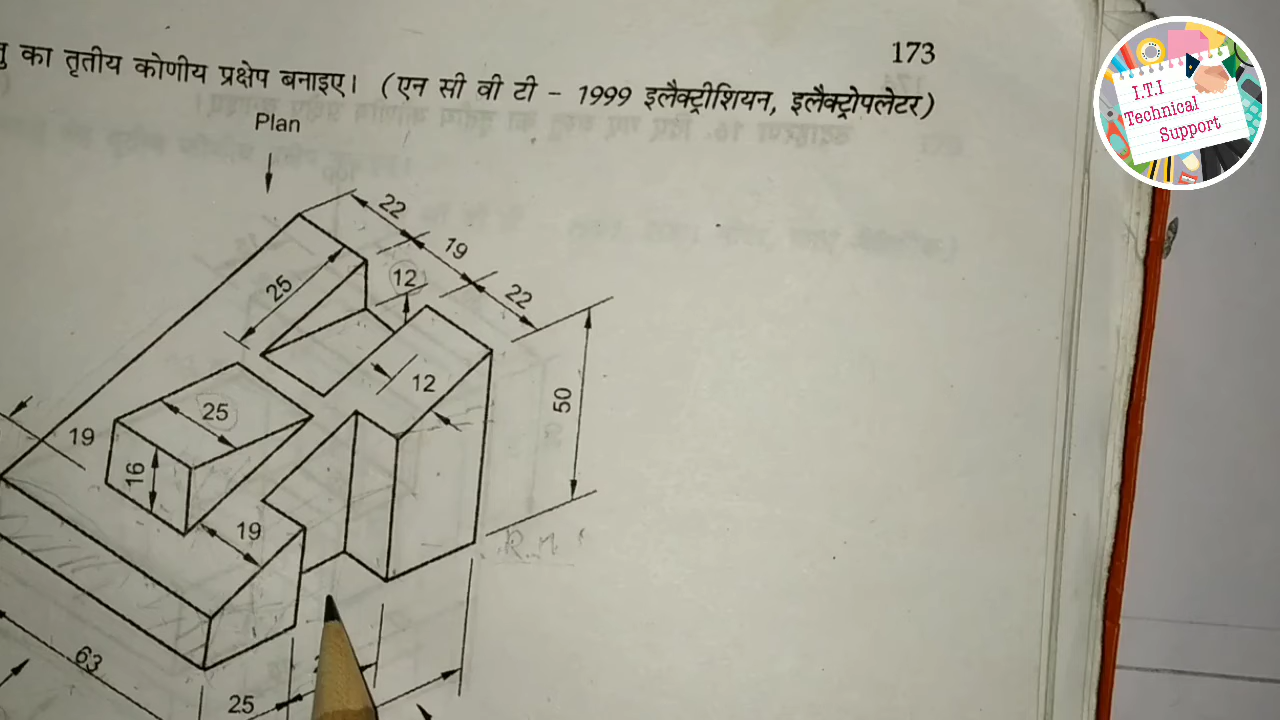 173
का तृतीय कोणीय प्रक्षेप बनाइए। (एन सी वी टी - 1999 इलैक्ट्रीशियन, इलैक्ट्रोपलेटर)
I.T.I
Technical
Support
Plan
22
19
22
12
25
12
50
25
19
16
19
R.M
63
25